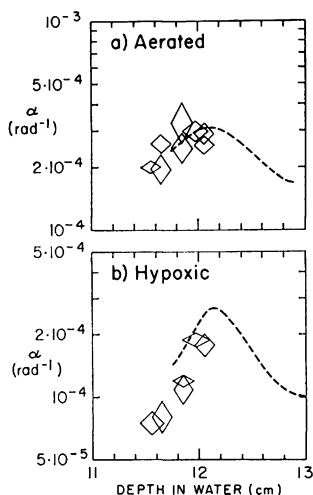 10⁻³
a) Aerated
5·10⁻⁴
α
(rad⁻¹)
2·10⁻⁴
10⁻⁴
5·10⁻⁴
b) Hypoxic
2·10⁻⁴
α
(rad⁻¹)
10⁻⁴
5·10⁻⁵
11 12 13
DEPTH IN WATER (cm)